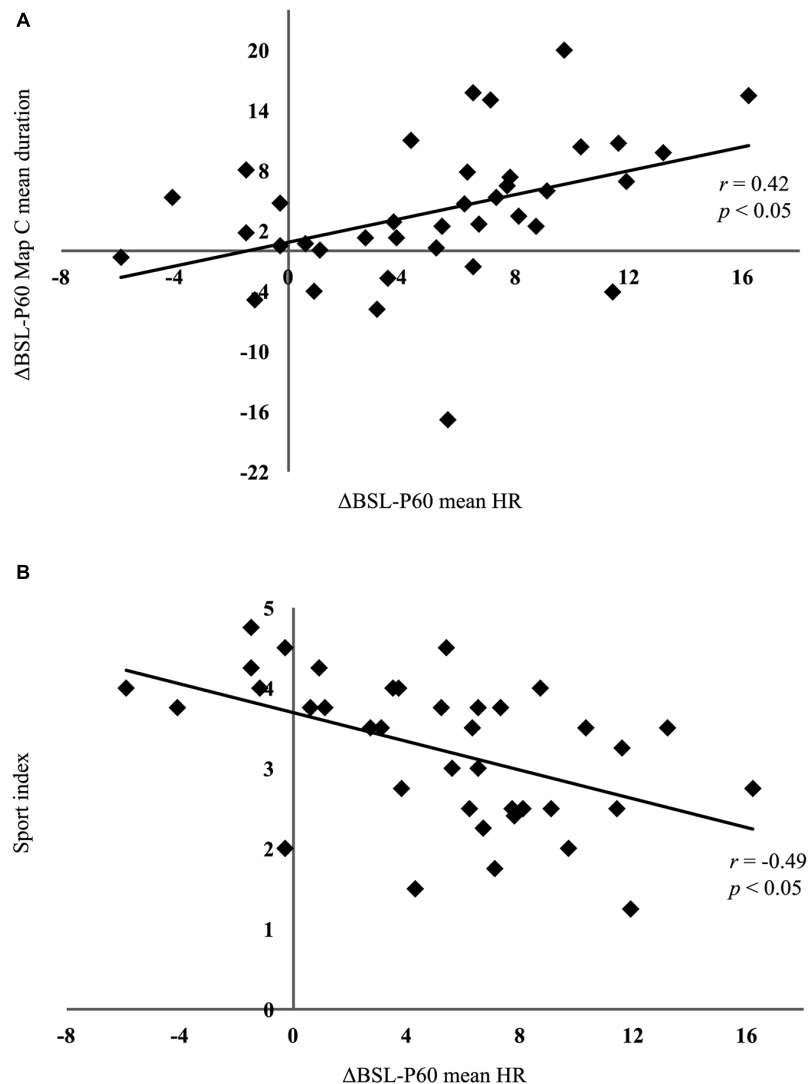 A
20
14
8
2
-8 -4 0 4 8 12 16
-4
-10
-16
-22
ΔBSL-P60 Map C mean duration
r = 0.42
p < 0.05
ΔBSL-P60 mean HR
B
5
4
3
2
1
0
Sport index
r = -0.49
p < 0.05
-8 -4 0 4 8 12 16
ΔBSL-P60 mean HR